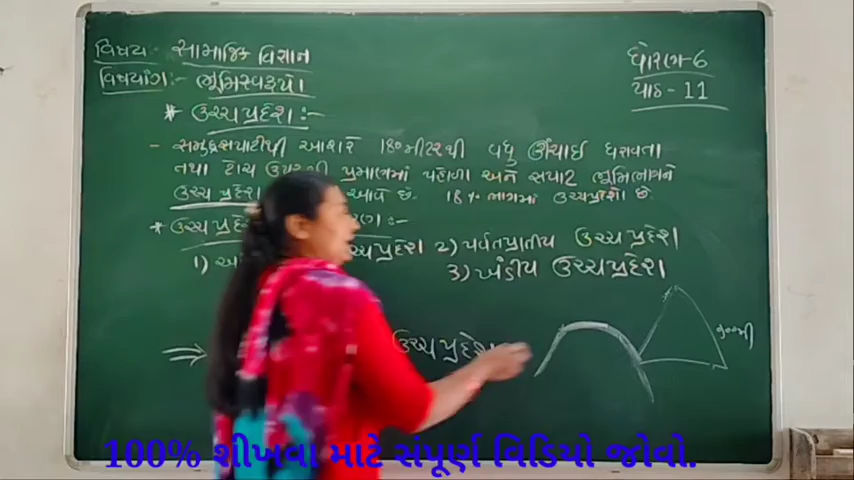 વિષય:- સામાજિક વિજ્ઞાન
ધોરણ-6
વિષયાંગ:- ભૂમિસ્વરૂપો
પાઠ-11
* ઉચ્ચપ્રદેશ:-
- સમુદ્રસપાટીથી આશરે 180 મીટરથી વધુ ઊંચાઈ ધરાવતા
તથા ટોચ ઉપરથી પ્રમાણમાં પહોળા અને સપાટ ભૂમિભાગને
ઉચ્ચ પ્રદેશ આવે છે. 18% ભાગમાં ઉચ્ચપ્રદેશો છે.
* ઉચ્ચ પ્રદે
1) ઉચ્ચપ્રદેશ 2) પર્વતપ્રાંતીય ઉચ્ચપ્રદેશ
3) ખંડીય ઉચ્ચપ્રદેશ
ઉચ્ચપ્રદેશ
૯૦૦મી
100% શીખવા માટે સંપૂર્ણ વિડિયો જોવો.